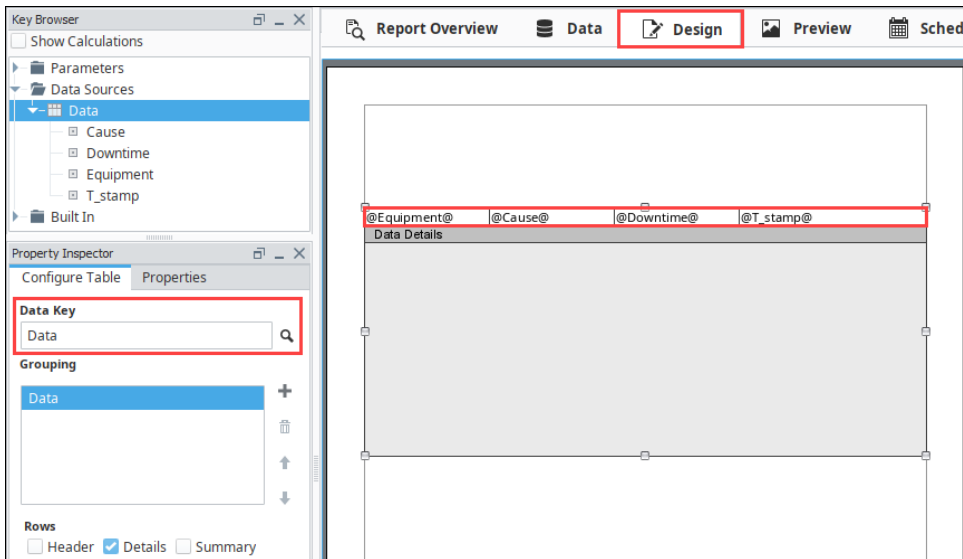 Key Browser
Show Calculations
Parameters
Data Sources
Data
Cause
Downtime
Equipment
T_stamp
Built In
Property Inspector
Configure Table Properties
Data Key
Data
Grouping
Data
Rows
Header Details Summary
Report Overview Data Design Preview Sched
@Equipment@ @Cause@ @Downtime@ @T_stamp@
Data Details